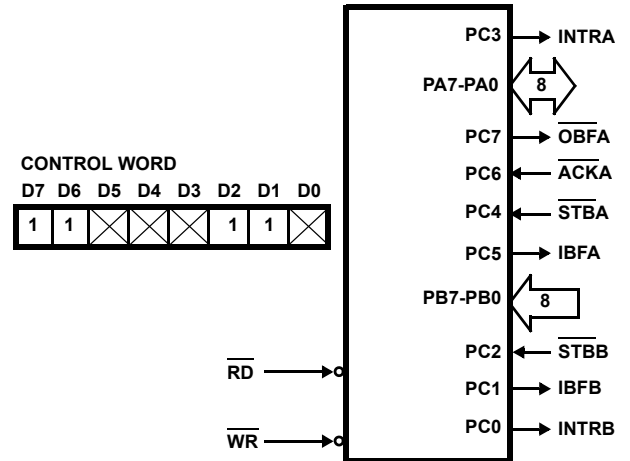 PC3 INTRA
PA7-PA0 8
PC7 OBFA
CONTROL WORD
PC6 ACKA
D7 D6 D5 D4 D3 D2 D1 D0
PC4 STBA
1 1 1 1
PC5 IBFA
PB7-PB0 8
PC2 STBB
RD
PC1 IBFB
PC0 INTRB
WR